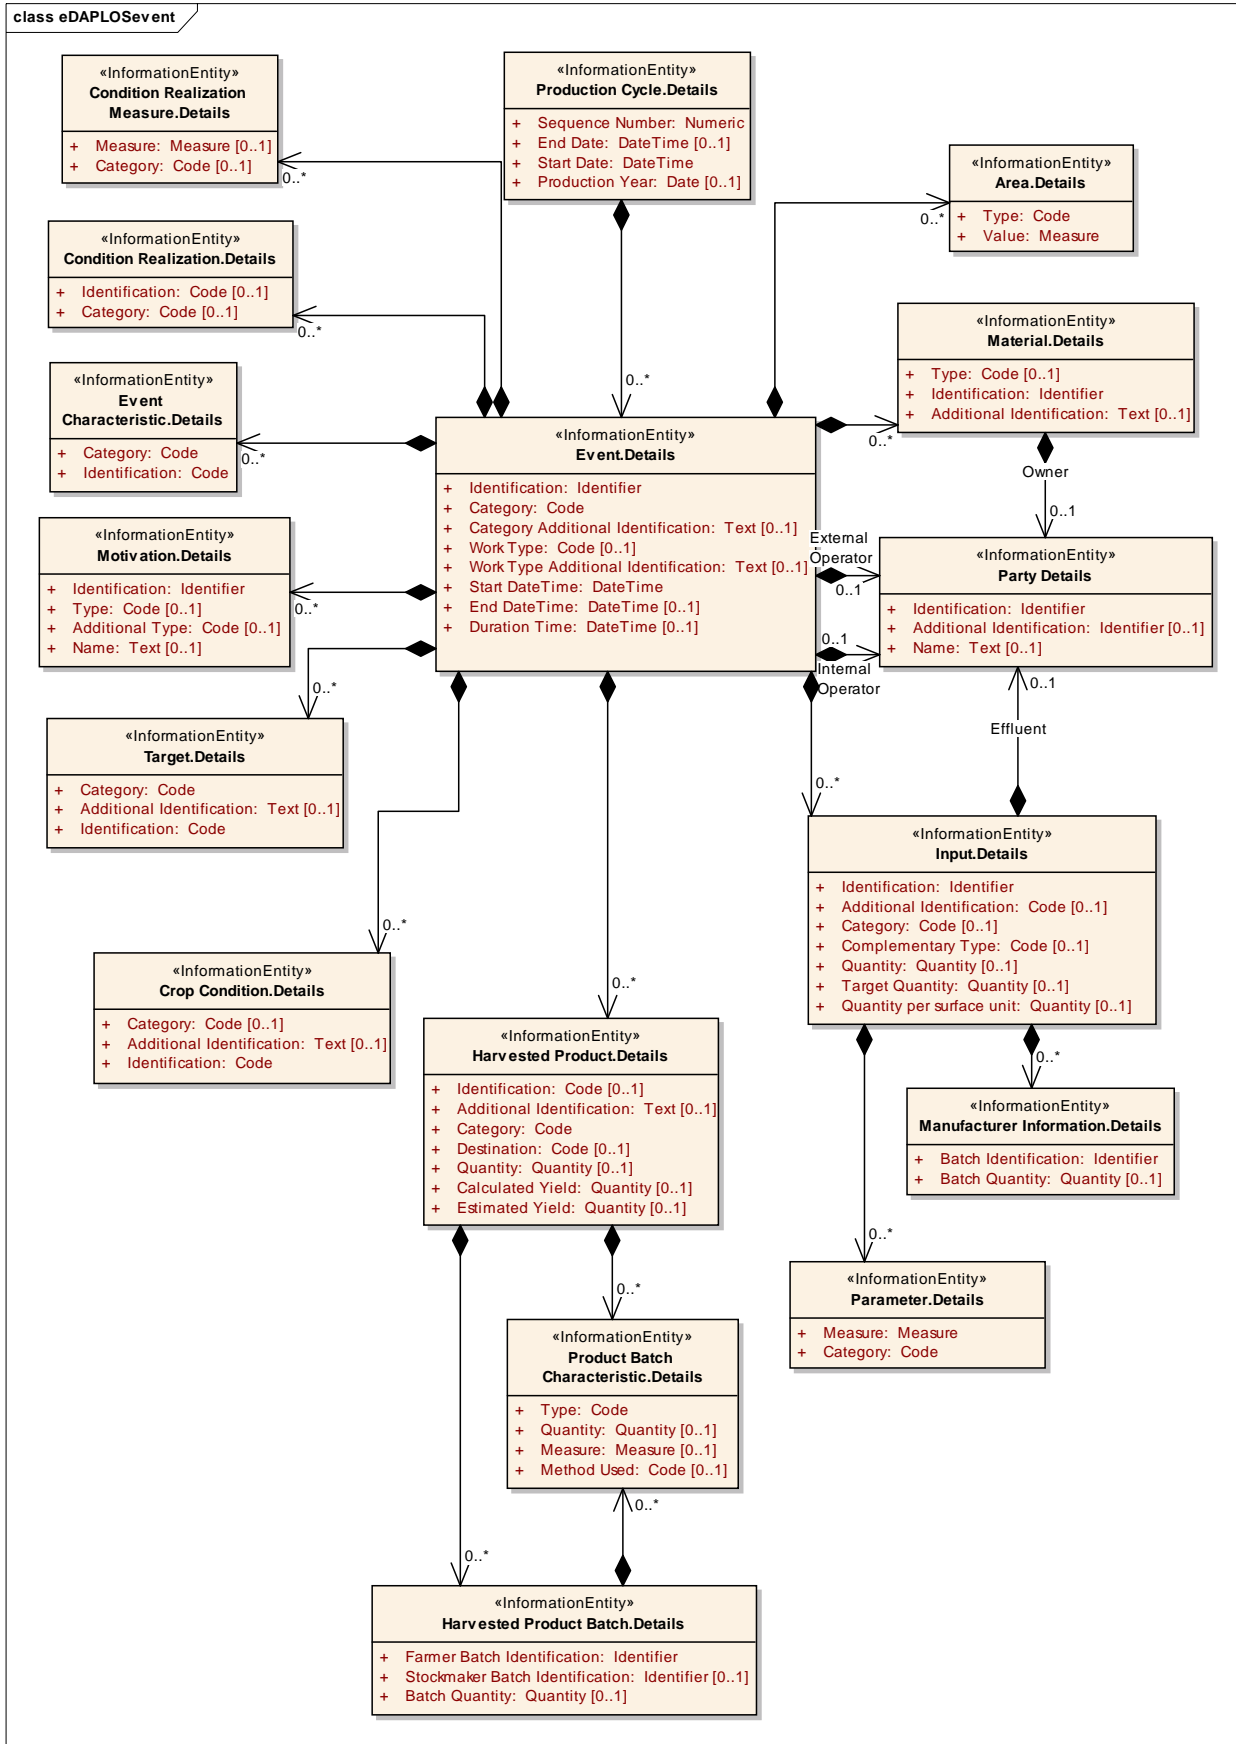 class eDAPLOSevent
«InformationEntity»
Condition Realization
Measure.Details
+ Measure: Measure [0..1]
+ Category: Code [0..1]
0..*
«InformationEntity»
Production Cycle.Details
+ Sequence Number: Numeric
+ End Date: DateTime [0..1]
+ Start Date: DateTime
+ Production Year: Date [0..1]
0..*
«InformationEntity»
Area.Details
+ Type: Code
+ Value: Measure
0..*
«InformationEntity»
Condition Realization.Details
+ Identification: Code [0..1]
+ Category: Code [0..1]
0..*
«InformationEntity»
Material.Details
+ Type: Code [0..1]
+ Identification: Identifier
+ Additional Identification: Text [0..1]
0..*
Owner
0..1
«InformationEntity»
Event
Characteristic.Details
+ Category: Code
+ Identification: Code
0..*
«InformationEntity»
Event.Details
+ Identification: Identifier
+ Category: Code
+ Category Additional Identification: Text [0..1]
+ Work Type: Code [0..1]
+ Work Type Additional Identification: Text [0..1]
+ Start DateTime: DateTime
+ End DateTime: DateTime [0..1]
+ Duration Time: DateTime [0..1]
External
Operator
0..1
0..1
Internal
Operator
«InformationEntity»
Party Details
+ Identification: Identifier
+ Additional Identification: Identifier [0..1]
+ Name: Text [0..1]
0..1
Effluent
«InformationEntity»
Motivation.Details
+ Identification: Identifier
+ Type: Code [0..1]
+ Additional Type: Code [0..1]
+ Name: Text [0..1]
0..*
0..*
«InformationEntity»
Target.Details
+ Category: Code
+ Additional Identification: Text [0..1]
+ Identification: Code
0..*
«InformationEntity»
Input.Details
+ Identification: Identifier
+ Additional Identification: Code [0..1]
+ Category: Code [0..1]
+ Complementary Type: Code [0..1]
+ Quantity: Quantity [0..1]
+ Target Quantity: Quantity [0..1]
+ Quantity per surface unit: Quantity [0..1]
0..*
«InformationEntity»
Crop Condition.Details
+ Category: Code [0..1]
+ Additional Identification: Text [0..1]
+ Identification: Code
0..*
«InformationEntity»
Harvested Product.Details
+ Identification: Code [0..1]
+ Additional Identification: Text [0..1]
+ Category: Code
+ Destination: Code [0..1]
+ Quantity: Quantity [0..1]
+ Calculated Yield: Quantity [0..1]
+ Estimated Yield: Quantity [0..1]
0..*
«InformationEntity»
Manufacturer Information.Details
+ Batch Identification: Identifier
+ Batch Quantity: Quantity [0..1]
0..*
«InformationEntity»
Parameter.Details
+ Measure: Measure
+ Category: Code
0..*
«InformationEntity»
Product Batch
Characteristic.Details
+ Type: Code
+ Quantity: Quantity [0..1]
+ Measure: Measure [0..1]
+ Method Used: Code [0..1]
0..*
0..*
«InformationEntity»
Harvested Product Batch.Details
+ Farmer Batch Identification: Identifier
+ Stockmaker Batch Identification: Identifier [0..1]
+ Batch Quantity: Quantity [0..1]